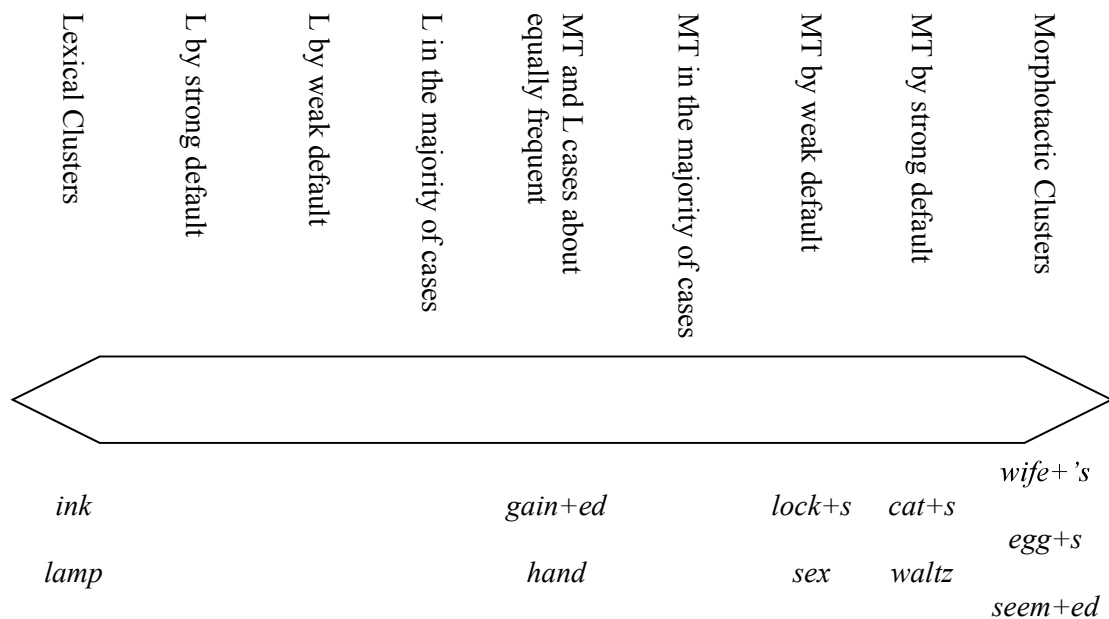 Lexical Clusters
L by strong default
L by weak default
L in the majority of cases
MT and L cases about
equally frequent
MT in the majority of cases
MT by weak default
MT by strong default
Morphotactic Clusters
wife+’s
ink gain+ed lock+s cat+s
egg+s
lamp hand sex waltz
seem+ed